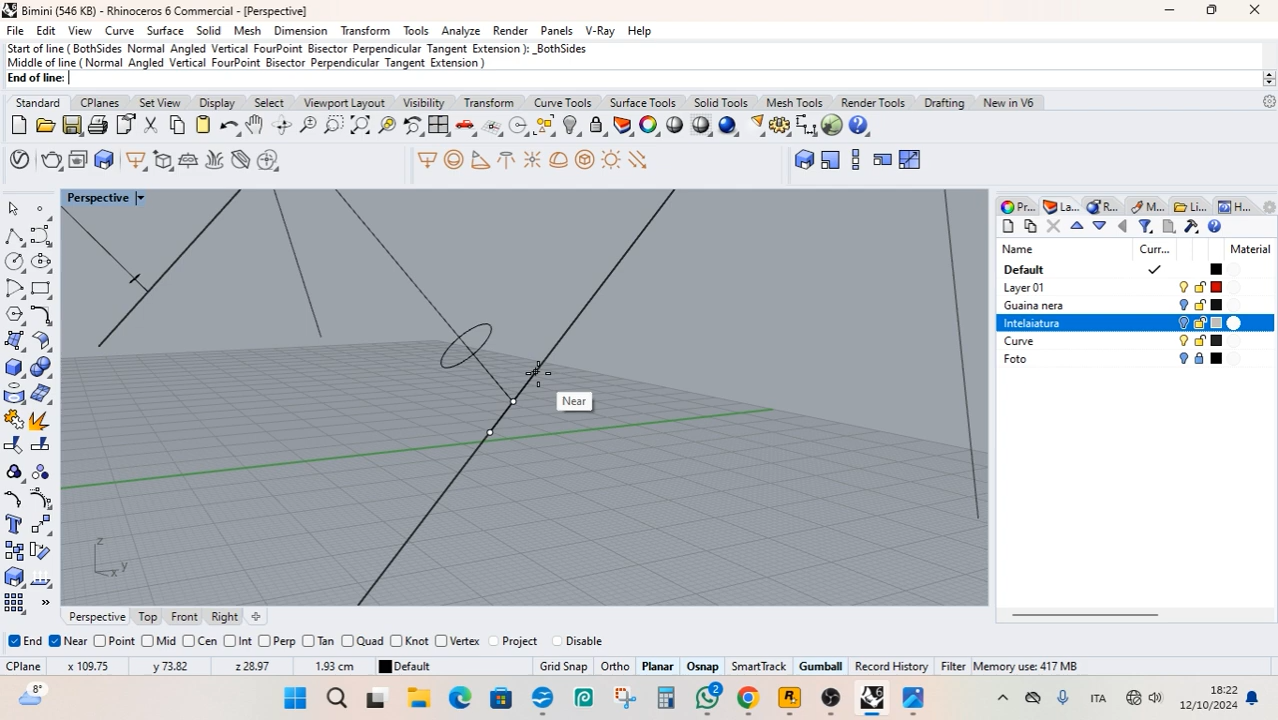 Bimini (546 KB) - Rhinoceros 6 Commercial - [Perspective]
File Edit View Curve Surface Solid Mesh Dimension Transform Tools Analyze Render Panels V-Ray Help
Start of line ( BothSides Normal Angled Vertical FourPoint Bisector Perpendicular Tangent Extension ): _BothSides
Middle of line ( Normal Angled Vertical FourPoint Bisector Perpendicular Tangent Extension )
End of line:
Standard CPlanes Set View Display Select Viewport Layout Visibility Transform Curve Tools Surface Tools Solid Tools Mesh Tools Render Tools Drafting New in V6
Perspective
Pr... La... R... M... Li... H...
Name Curr... Material
Default
Layer 01
Guaina nera
Intelaiatura
Curve
Foto
Near
z
y
x
Perspective Top Front Right
End Near Point Mid Cen Int Perp Tan Quad Knot Vertex Project Disable
CPlane x 109.75 y 73.82 z 28.97 1.93 cm Default Grid Snap Ortho Planar Osnap SmartTrack Gumball Record History Filter Memory use: 417 MB
8° 2 6 ITA 18:22
12/10/2024